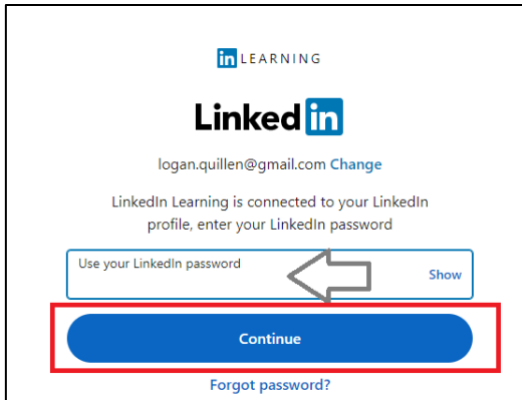 in LEARNING
Linked in
logan.quillen@gmail.com Change
LinkedIn Learning is connected to your LinkedIn
profile, enter your LinkedIn password
Use your LinkedIn password
Show
Continue
Forgot password?